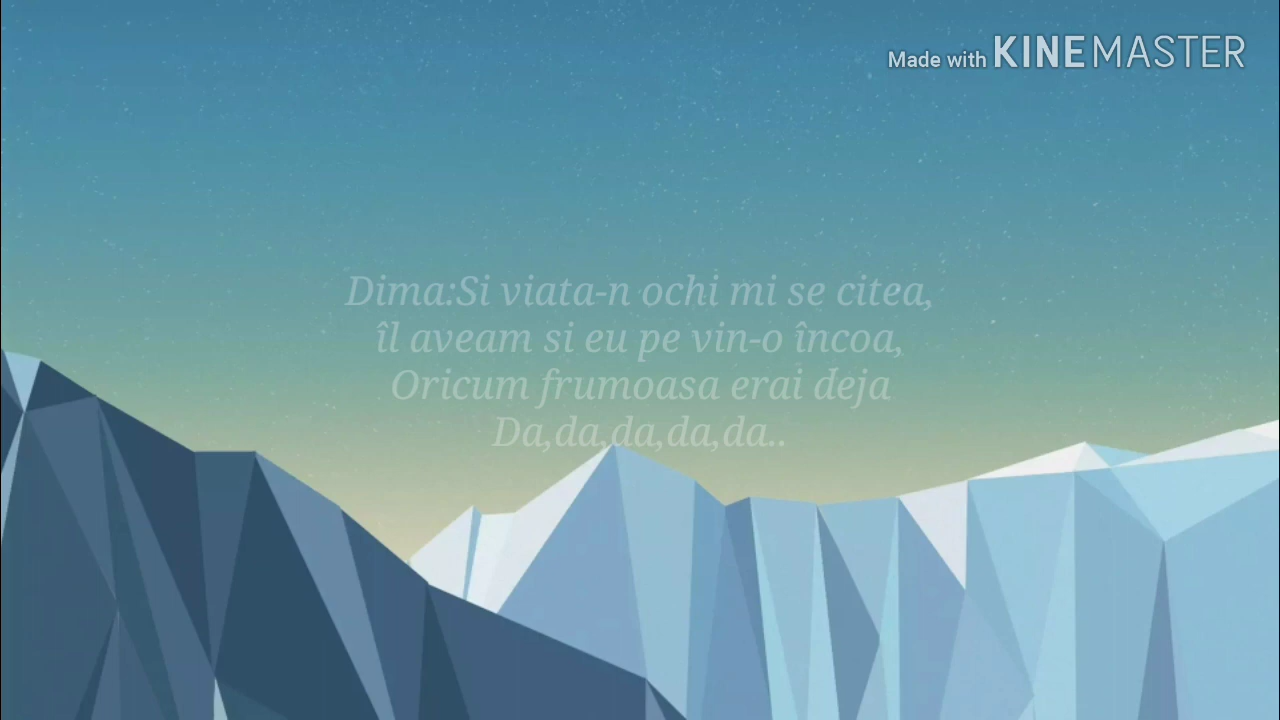 Made with KINEMASTER
Dima:Si viata-n ochi mi se citea,
îl aveam si eu pe vin-o încoa,
Oricum frumoasa erai deja
Da,da,da,da,da..